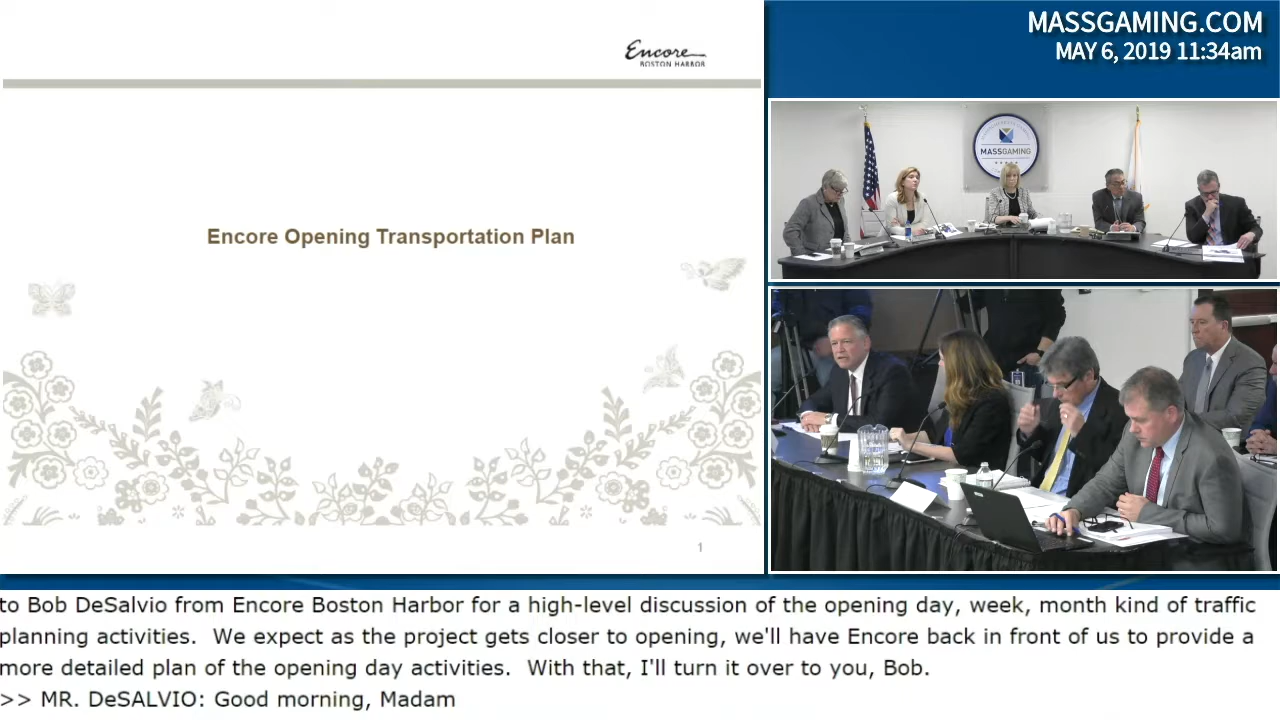 MASSGAMING.COM
MAY 6, 2019 11:34am
Encore
BOSTON HARBOR
Encore Opening Transportation Plan
1
MASSGAMING
to Bob DeSalvio from Encore Boston Harbor for a high-level discussion of the opening day, week, month kind of traffic
planning activities.  We expect as the project gets closer to opening, we'll have Encore back in front of us to provide a
more detailed plan of the opening day activities.  With that, I'll turn it over to you, Bob.
>> MR. DeSALVIO: Good morning, Madam